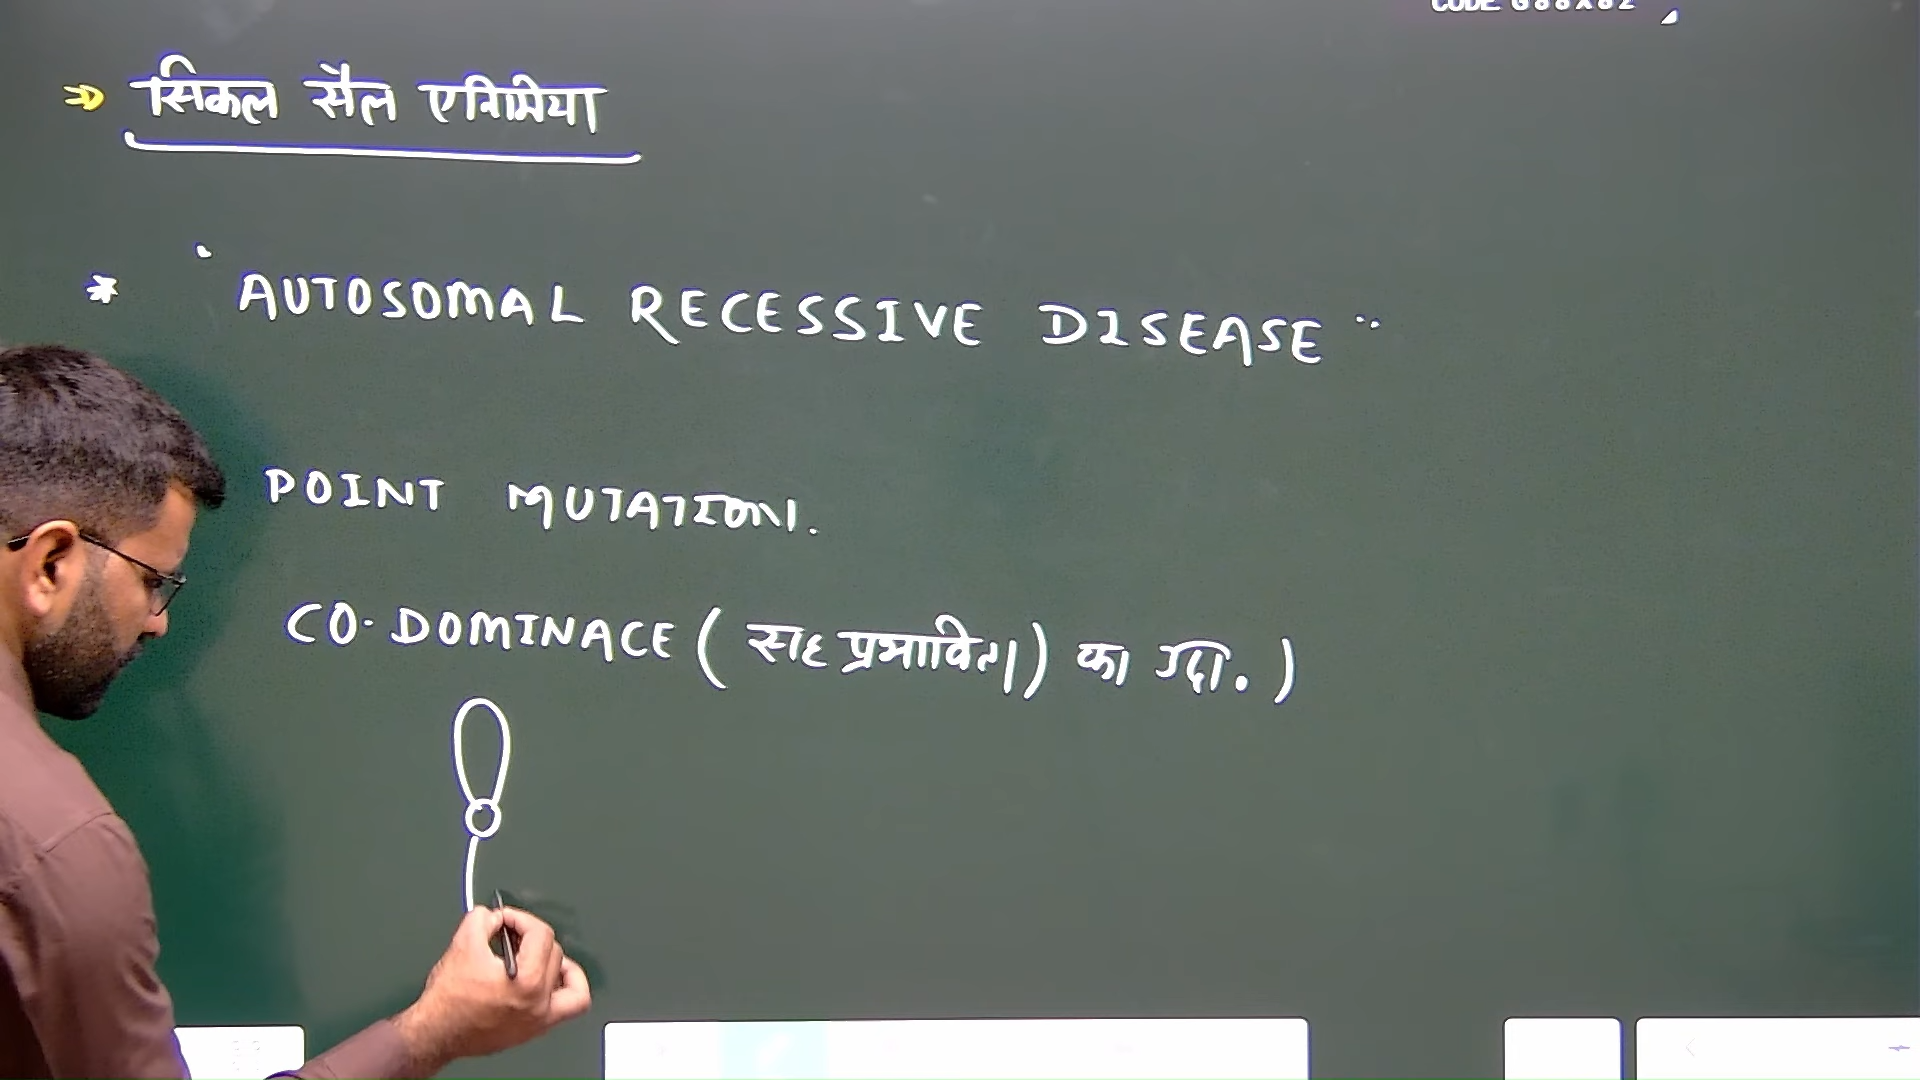 सिकल सैल एनिमिया
* "AUTOSOMAL RECESSIVE DISEASE"
POINT MUTATION.
CO-DOMINACE ( सह प्रभाविता) का उदा. )